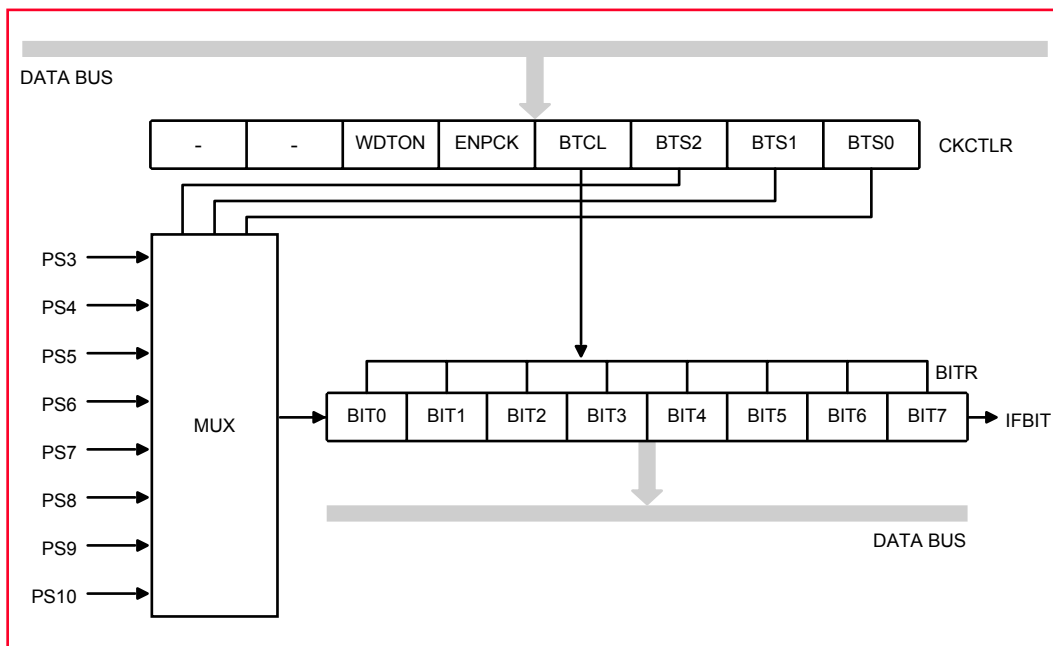 DATA BUS
- - WDTON ENPCK BTCL BTS2 BTS1 BTS0 CKCTLR
PS3
PS4
PS5
PS6
PS7
PS8
PS9
PS10
MUX
BITR
BIT0 BIT1 BIT2 BIT3 BIT4 BIT5 BIT6 BIT7 IFBIT
DATA BUS